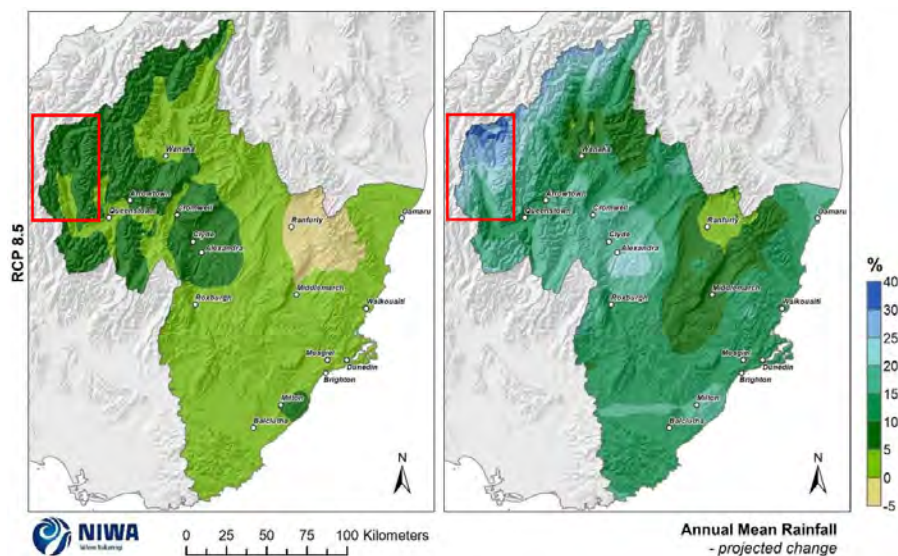 RCP 8.5
Wanaka
Arrowtown
Queenstown
Cromwell
Clyde
Alexandra
Ranfurly
Oamaru
Roxburgh
Middlemarch
Waikouaiti
Mosgiel
Dunedin
Brighton
Milton
Balclutha
N
Wanaka
Arrowtown
Queenstown
Cromwell
Clyde
Alexandra
Ranfurly
Oamaru
Roxburgh
Middlemarch
Waikouaiti
Mosgiel
Dunedin
Brighton
Milton
Balclutha
N
%
40
30
25
20
15
10
5
0
-5
NIWA
Taihoro Nukurangi
0 25 50 75 100 Kilometers
Annual Mean Rainfall
- projected change